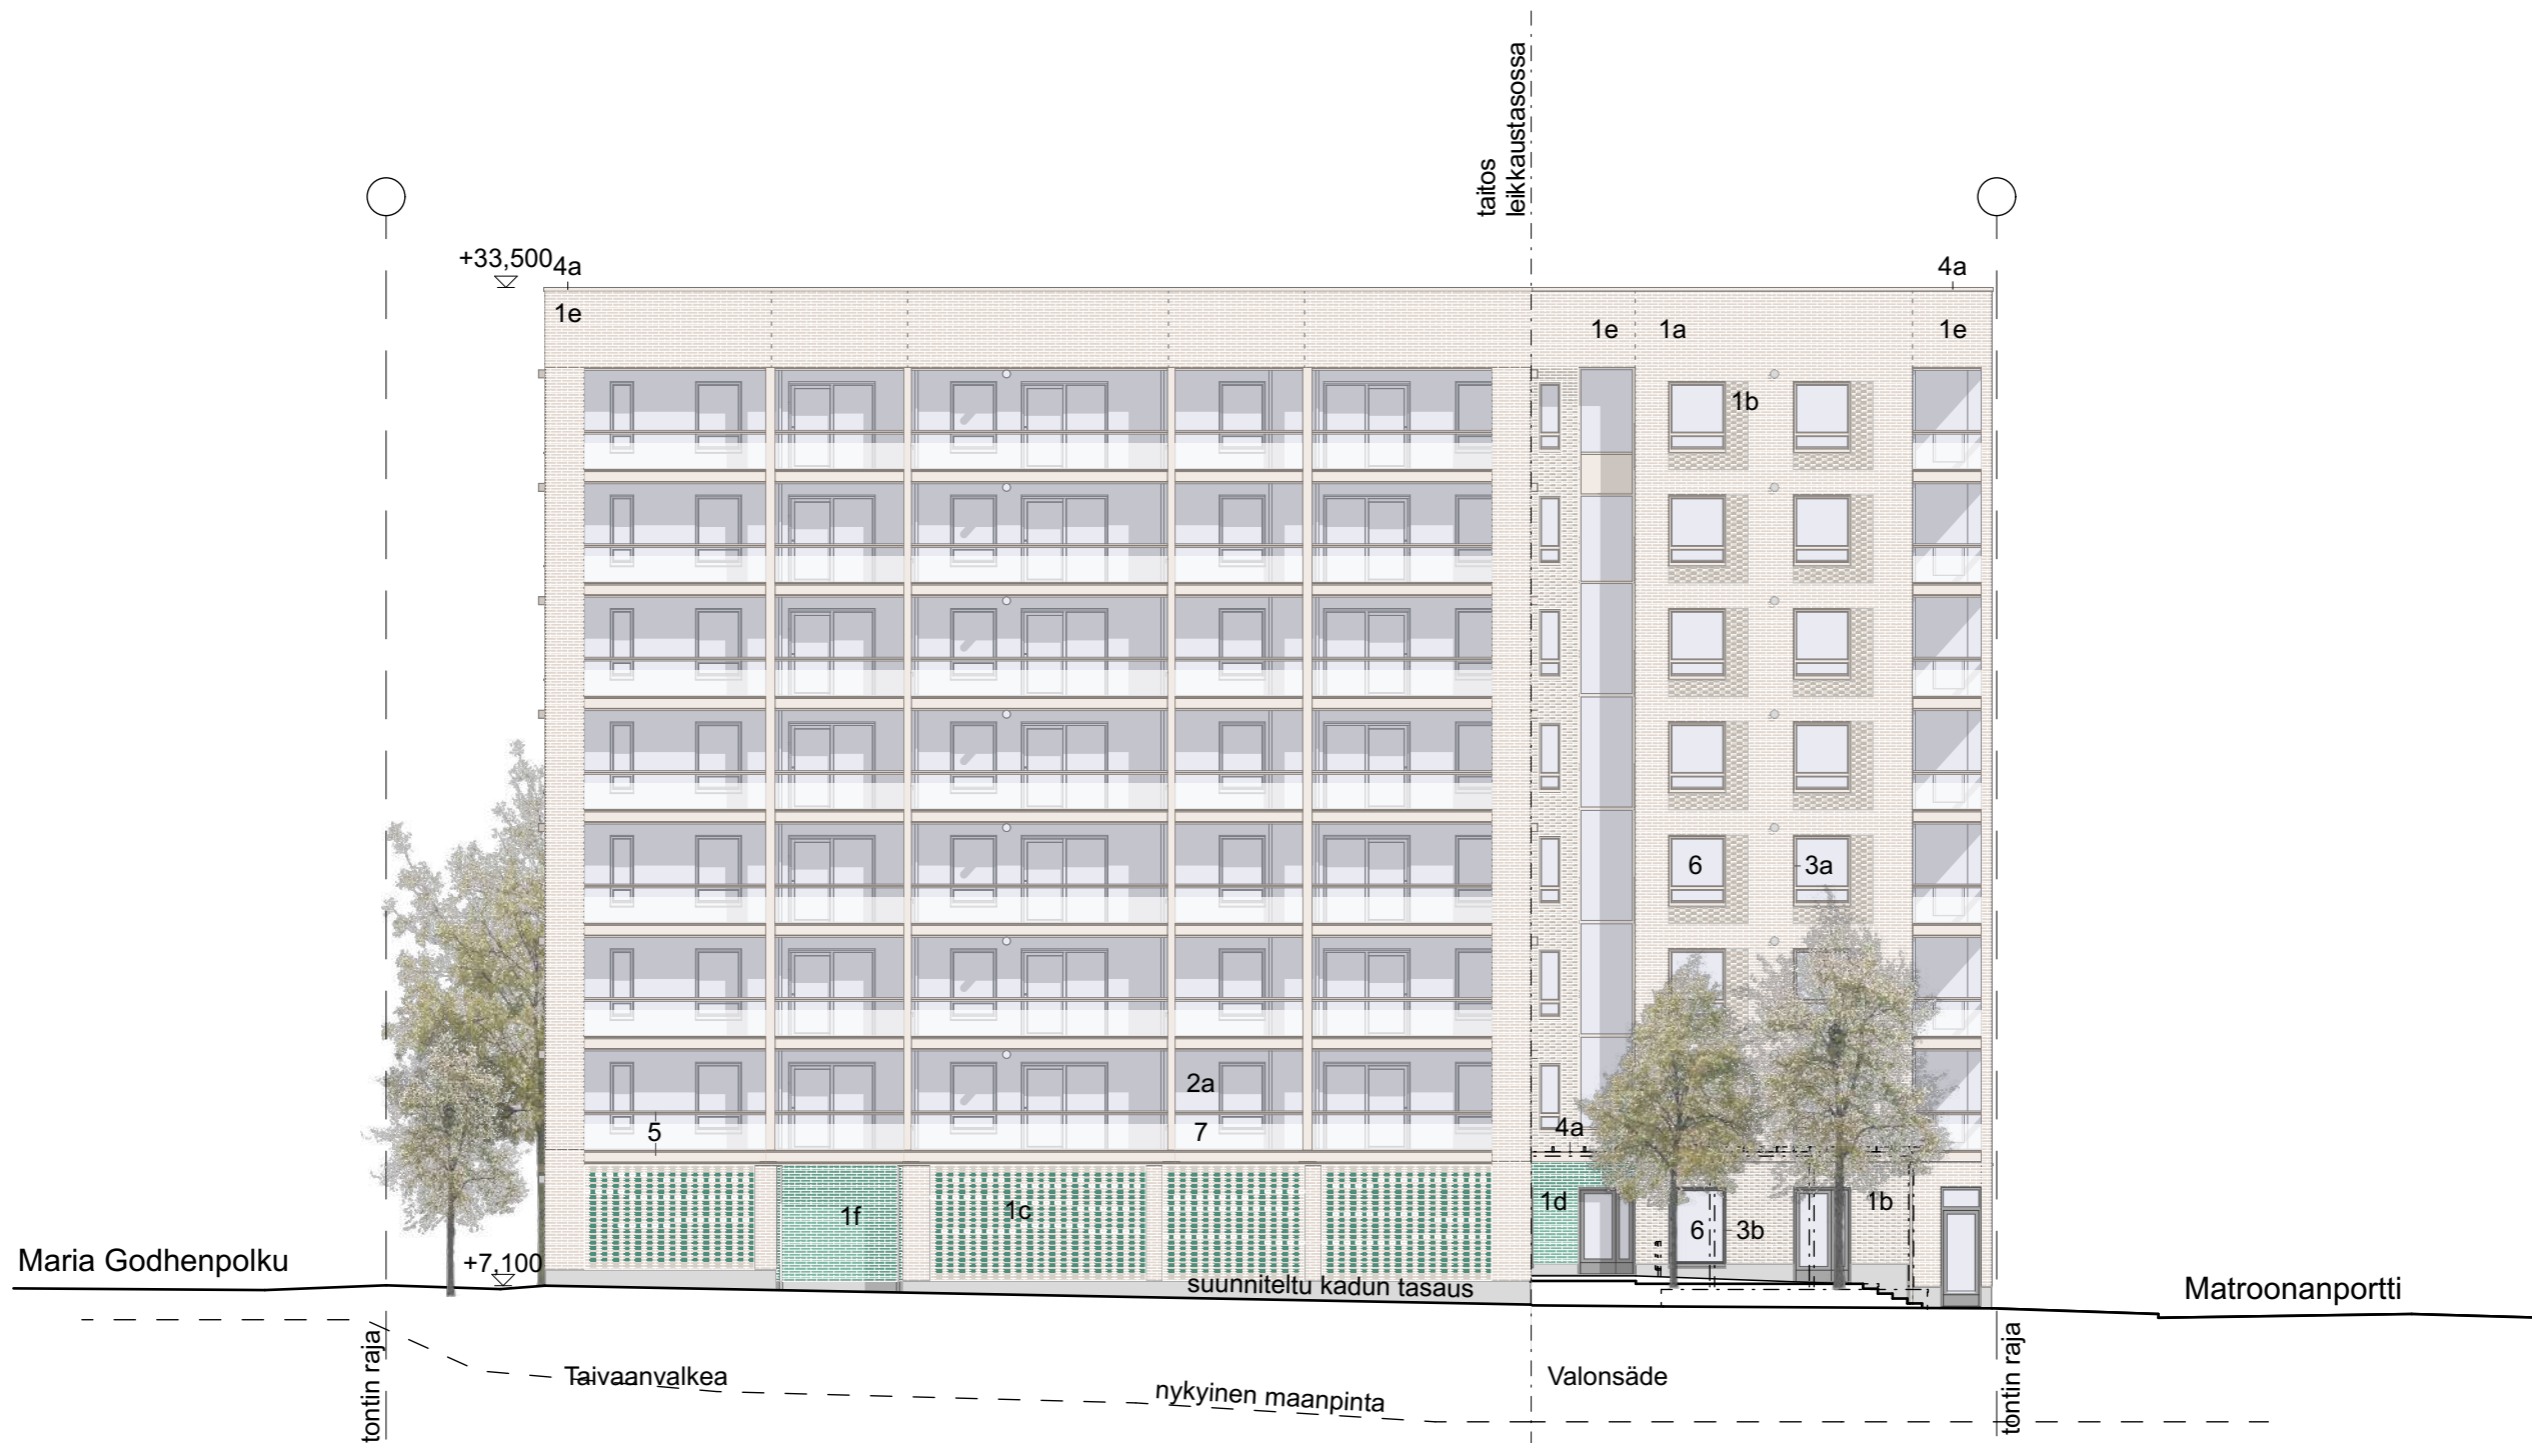 taitos
leikkaustasossa
+33,500
4a
4a
1e
1e
1a
1e
1b
6
3a
2a
5
7
4a
1d
1b
1f
1c
6
3b
Maria Godhenpolku
+7,100
suunniteltu kadun tasaus
Matroonanportti
tontin raja
Taivaanvalkea
nykyinen maanpinta
Valonsäde
tontin raja